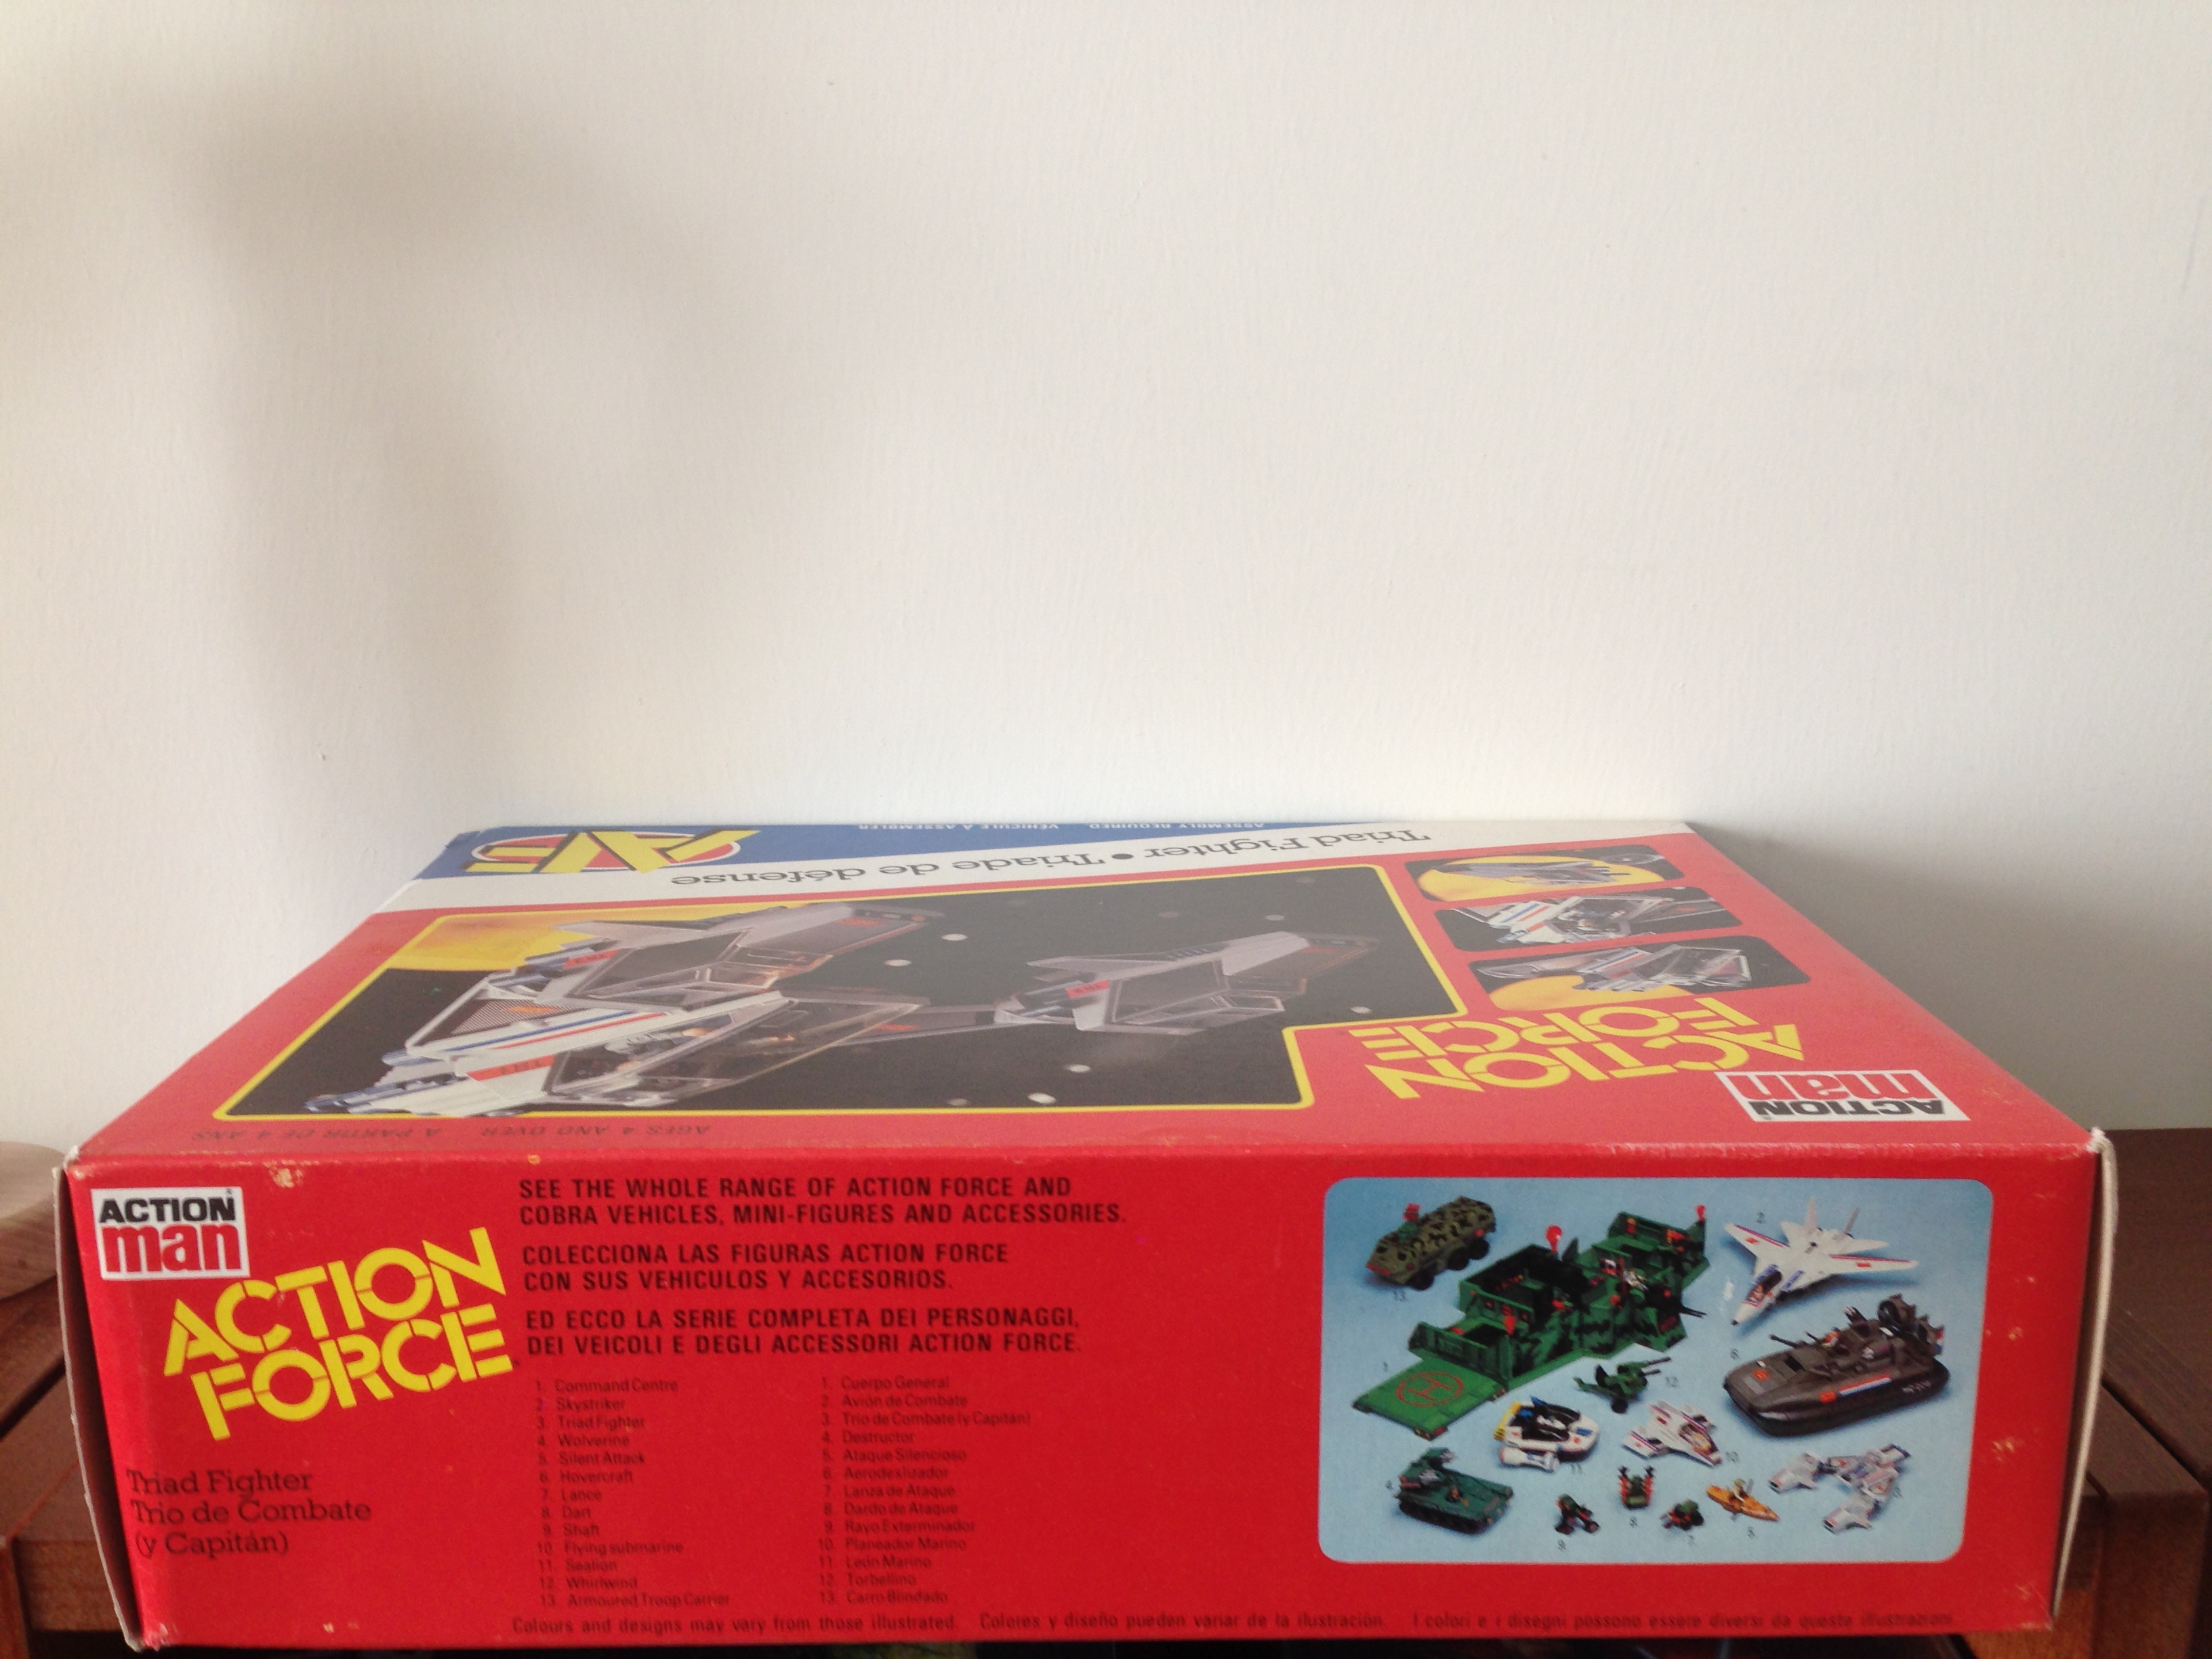 ASSEMBLY REQUIRED VÉHICULE À ASSEMBLER
Triad Fighter • Triade de défense
AF
ACTION
FORCE
ACTION
man
AGES 4 AND OVER A PARTIR DE 4 ANS
ACTION
man
ACTION
FORCE
Triad Fighter
Trio de Combate
(y Capitán)
SEE THE WHOLE RANGE OF ACTION FORCE AND
COBRA VEHICLES, MINI-FIGURES AND ACCESSORIES.
COLECCIONA LAS FIGURAS ACTION FORCE
CON SUS VEHICULOS Y ACCESORIOS.
ED ECCO LA SERIE COMPLETA DEI PERSONAGGI,
DEI VEICOLI E DEGLI ACCESSORI ACTION FORCE.
1. Command Centre
2. Skystriker
3. Triad Fighter
4. Wolverine
5. Silent Attack
6. Hovercraft
7. Lance
8. Dart
9. Shaft
10. Flying submarine
11. Sealion
12. Whirlwind
13. Armoured Troop Carrier
1. Cuerpo General
2. Avión de Combate
3. Trio de Combate (y Capitán)
4. Destructor
5. Ataque Silencioso
6. Aerodeslizador
7. Lanza de Ataque
8. Dardo de Ataque
9. Rayo Exterminador
10. Planeador Marino
11. León Marino
12. Torbellino
13. Carro Blindado
Colours and designs may vary from those illustrated. Colores y diseño pueden variar de la ilustración. I colori e i disegni possono essere diversi da queste illustrazioni.